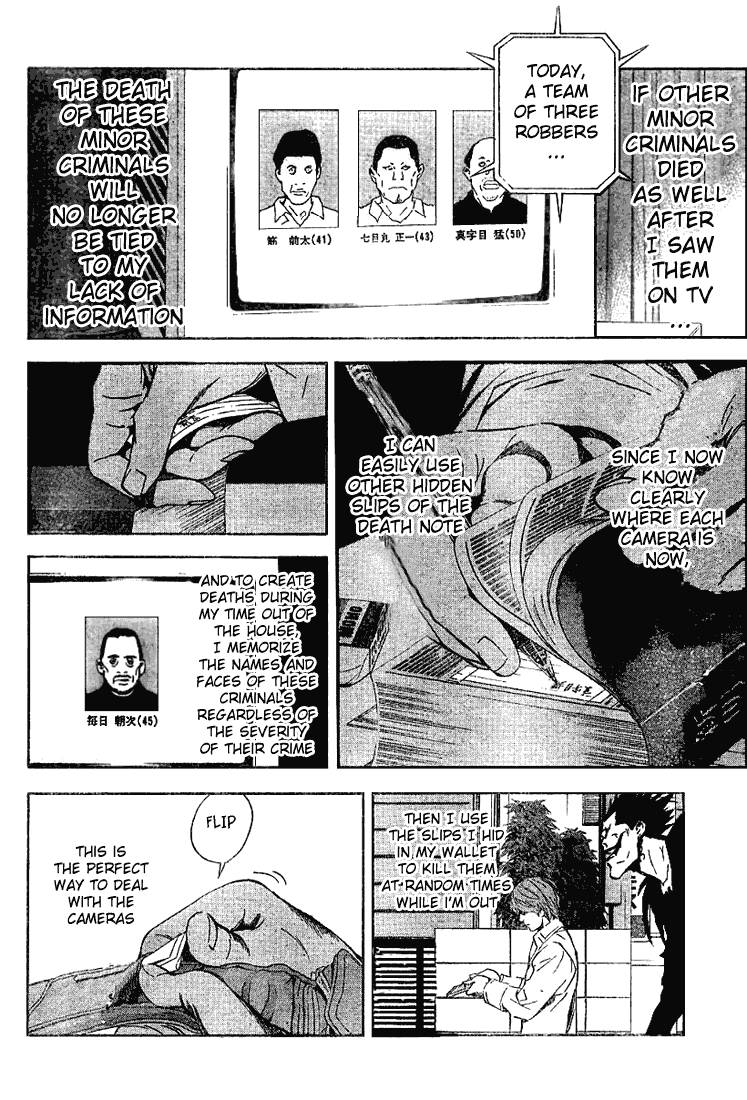 IF OTHER
MINOR
CRIMINALS
DIED
AS WELL
AFTER
I SAW
THEM
ON TV
...
TODAY,
A TEAM
OF THREE
ROBBERS
...
THE DEATH
OF THESE
MINOR
CRIMINALS
WILL
NO LONGER
BE TIED
TO MY
LACK OF
INFORMATION
前太(41)
七日丸 正一(43)
真字目 猛(50)
SINCE I NOW
KNOW
CLEARLY
WHERE EACH
CAMERA IS
NOW,
I CAN
EASILY USE
OTHER HIDDEN
SLIPS OF THE
DEATH NOTE
AND TO CREATE
DEATHS DURING
MY TIME OUT OF
THE HOUSE,
I MEMORIZE
THE NAMES AND
FACES OF THESE
CRIMINALS
REGARDLESS OF
THE SEVERITY
OF THEIR CRIME
毎日 朝次(45)
MONO
THEN I USE
THE SLIPS I HID
IN MY WALLET
TO KILL THEM
AT RANDOM TIMES
WHILE I'M OUT
FLIP
THIS IS
THE PERFECT
WAY TO DEAL
WITH THE
CAMERAS